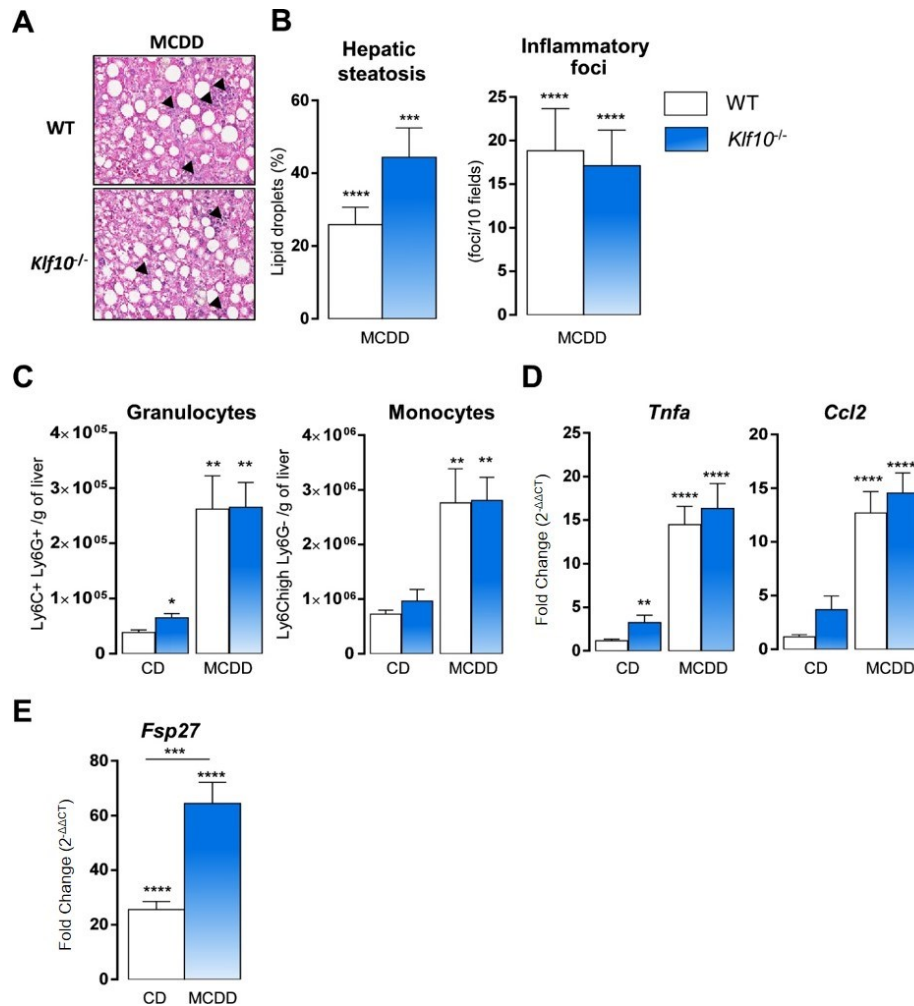 A
MCDD
WT
Klf10-/-
B
Hepatic
steatosis
Lipid droplets (%)
60
40
20
0
****
***
MCDD
Inflammatory
foci
(foci/10 fields)
25
20
15
10
5
0
****
****
MCDD
WT
Klf10-/-
C
Granulocytes
Ly6C+ Ly6G+ /g of liver
4×10⁰⁵
3×10⁰⁵
2×10⁰⁵
1×10⁰⁵
0
*
**
**
CD
MCDD
Monocytes
Ly6Chigh Ly6G- /g of liver
4×10⁰⁶
3×10⁰⁶
2×10⁰⁶
1×10⁰⁶
0
**
**
CD
MCDD
D
Tnfa
Fold Change (2-ΔΔCT)
25
20
15
10
5
0
**
****
****
CD
MCDD
Ccl2
20
15
10
5
0
****
****
CD
MCDD
E
Fsp27
***
Fold Change (2-ΔΔCT)
80
60
40
20
0
****
****
CD
MCDD